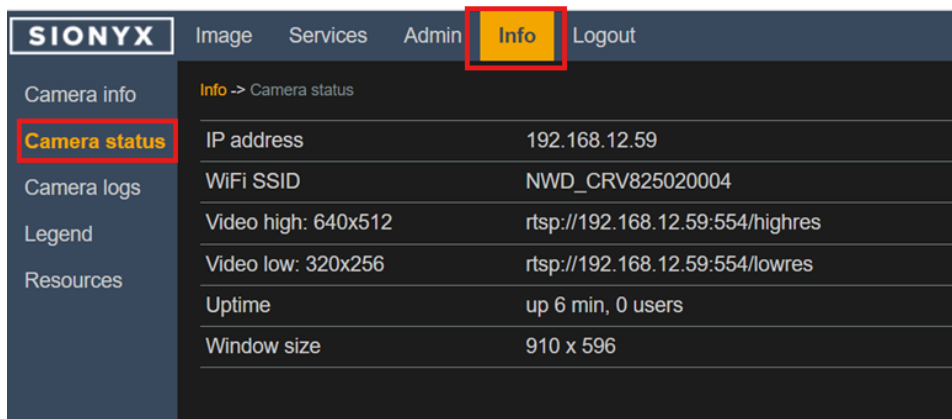 SIONYX Image Services Admin Info Logout
Camera info
Camera status
Camera logs
Legend
Resources
Info -> Camera status
IP address 192.168.12.59
WiFi SSID NWD_CRV825020004
Video high: 640x512 rtsp://192.168.12.59:554/highres
Video low: 320x256 rtsp://192.168.12.59:554/lowres
Uptime up 6 min, 0 users
Window size 910 x 596